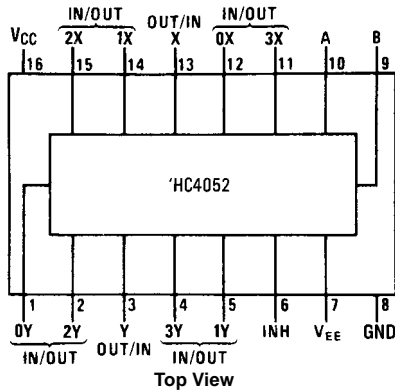 IN/OUT OUT/IN IN/OUT
VCC 2X 1X X 0X 3X A B
16 15 14 13 12 11 10 9
'HC4052
1 2 3 4 5 6 7 8
0Y 2Y Y 3Y 1Y INH VEE GND
IN/OUT OUT/IN IN/OUT
Top View